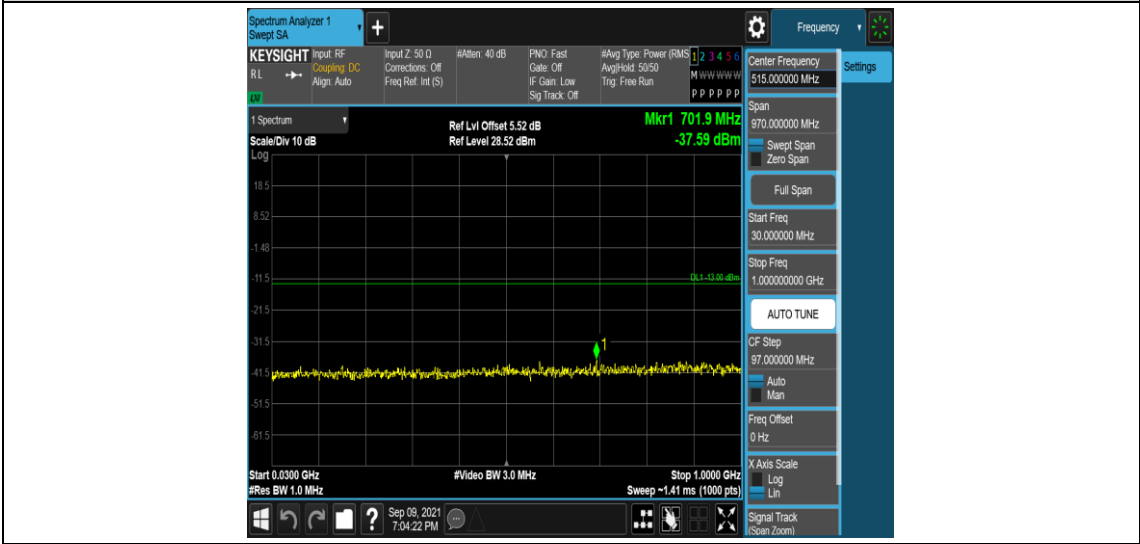 Spectrum Analyzer 1
Swept SA
+
Frequency
KEYSIGHT
RL
Input: RF
Coupling: DC
Align: Auto
Input Z: 50 Ω
Corrections: Off
Freq Ref: Int (S)
#Atten: 40 dB
PNO: Fast
Gate: Off
IF Gain: Low
Sig Track: Off
#Avg Type: Power (RMS
Avg|Hold: 50/50
Trig: Free Run
1 2 3 4 5 6
M W W W W W
P P P P P P
1 Spectrum
Scale/Div 10 dB
Log
Ref Lvl Offset 5.52 dB
Ref Level 28.52 dBm
Mkr1 701.9 MHz
-37.59 dBm
18.5
8.52
-1.48
-11.5
-21.5
-31.5
-41.5
-51.5
-61.5
DL1 -13.00 dBm
1
Start 0.0300 GHz
#Res BW 1.0 MHz
#Video BW 3.0 MHz
Stop 1.0000 GHz
Sweep ~1.41 ms (1000 pts)
?
Sep 09, 2021
7:04:22 PM
Center Frequency
515.000000 MHz
Settings
Span
970.000000 MHz
Swept Span
Zero Span
Full Span
Start Freq
30.000000 MHz
Stop Freq
1.000000000 GHz
AUTO TUNE
CF Step
97.000000 MHz
Auto
Man
Freq Offset
0 Hz
X Axis Scale
Log
Lin
Signal Track
(Span Zoom)